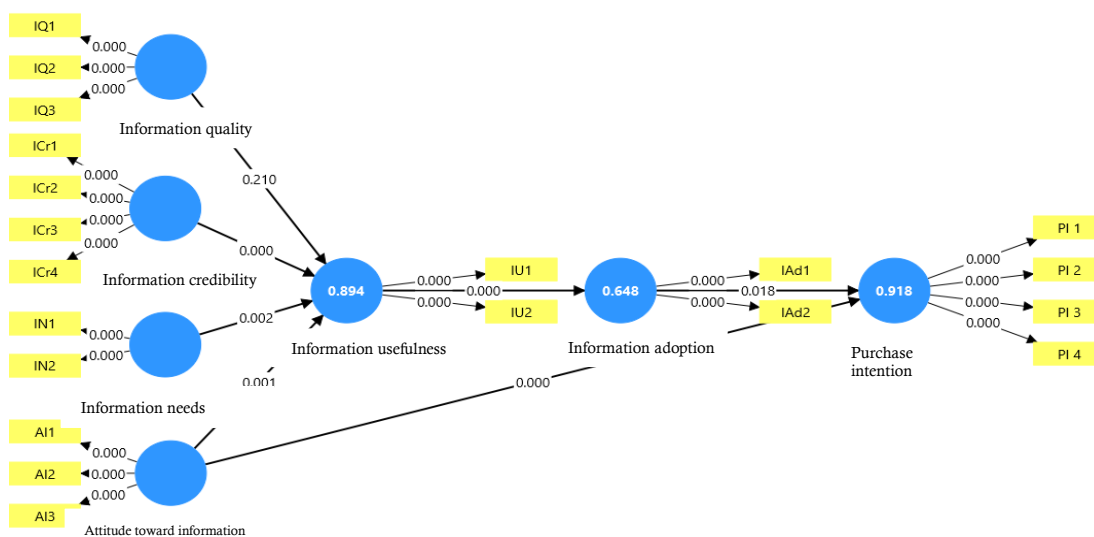 IQ1
0.000
IQ2
0.000
0.000
IQ3
Information quality
ICr1
0.000
0.210
ICr2
0.000
0.000
ICr3
0.000
ICr4
0.000
Information credibility
IN1
0.000
IN2
0.000
0.002
Information needs
0.894
Information usefulness
0.001
0.000
IU1
0.000
0.000
IU2
0.648
Information adoption
0.000
IAd1
0.018
0.000
IAd2
0.918
Purchase
intention
0.000
PI 1
0.000
PI 2
0.000
PI 3
0.000
PI 4
0.000
AI1
0.000
AI2
0.000
0.000
AI3
Attitude toward information